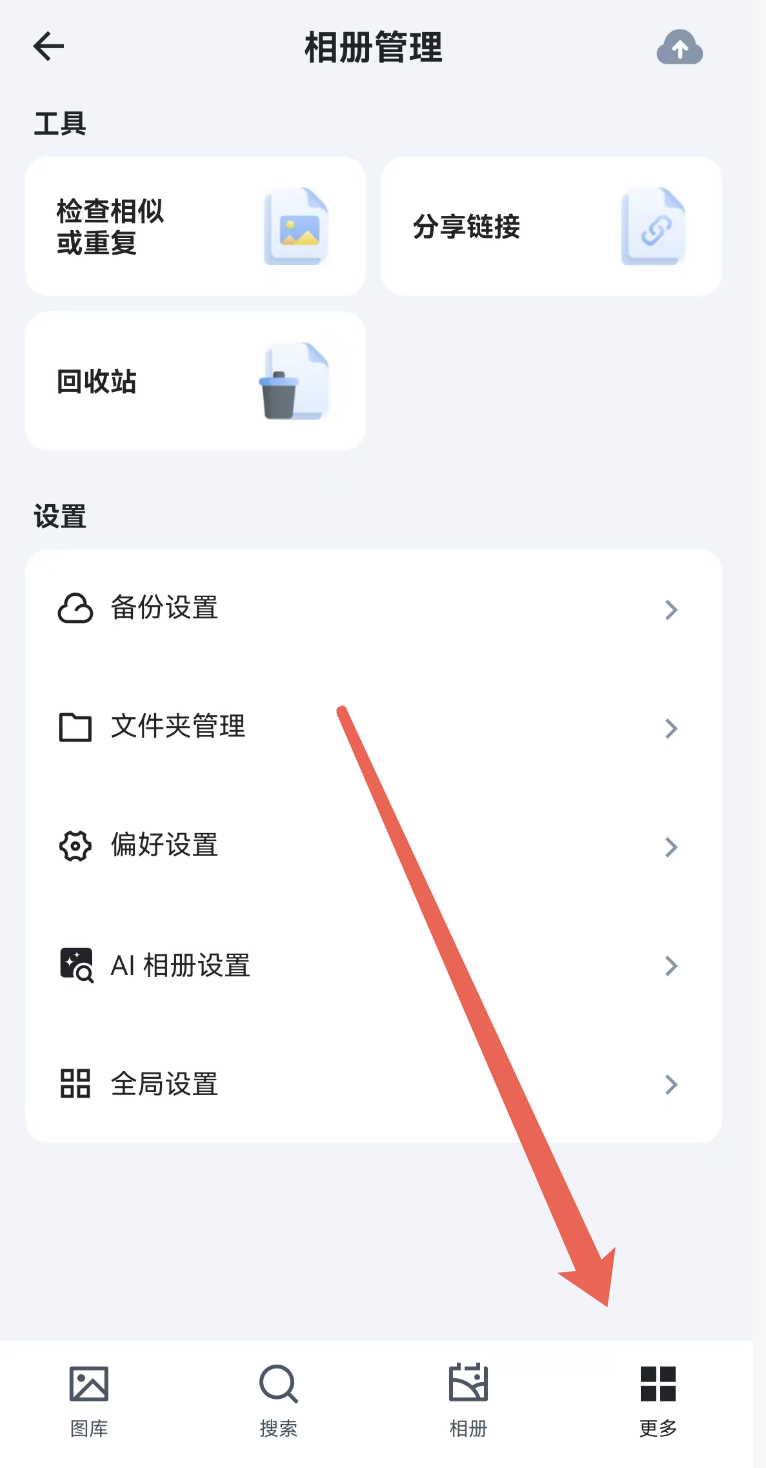 相册管理
工具
检查相似
或重复
分享链接
回收站
设置
备份设置
文件夹管理
偏好设置
AI 相册设置
全局设置
图库
搜索
相册
更多